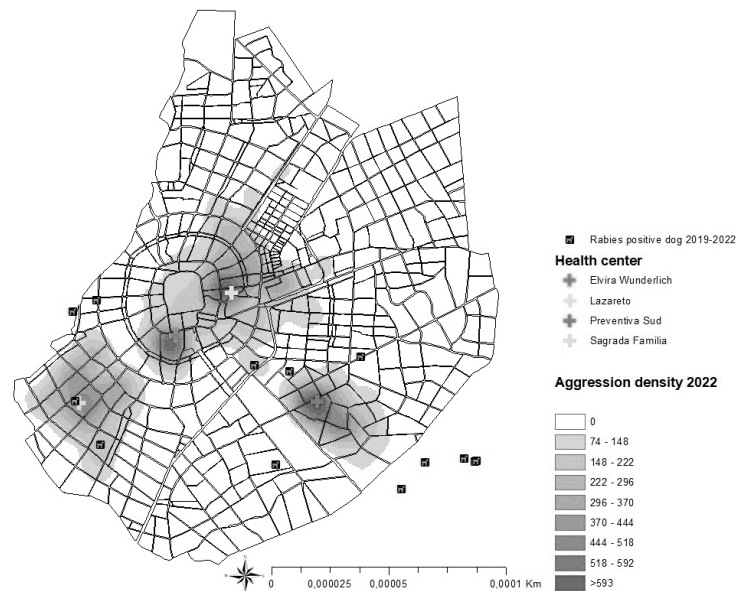 Rabies positive dog 2019-2022
Health center
Elvira Wunderlich
Lazareto
Preventiva Sud
Sagrada Familia
Aggression density 2022
0
74 - 148
148 - 222
222 - 296
296 - 370
370 - 444
444 - 518
518 - 592
>593
0 0,000025 0,00005 0,0001 Km